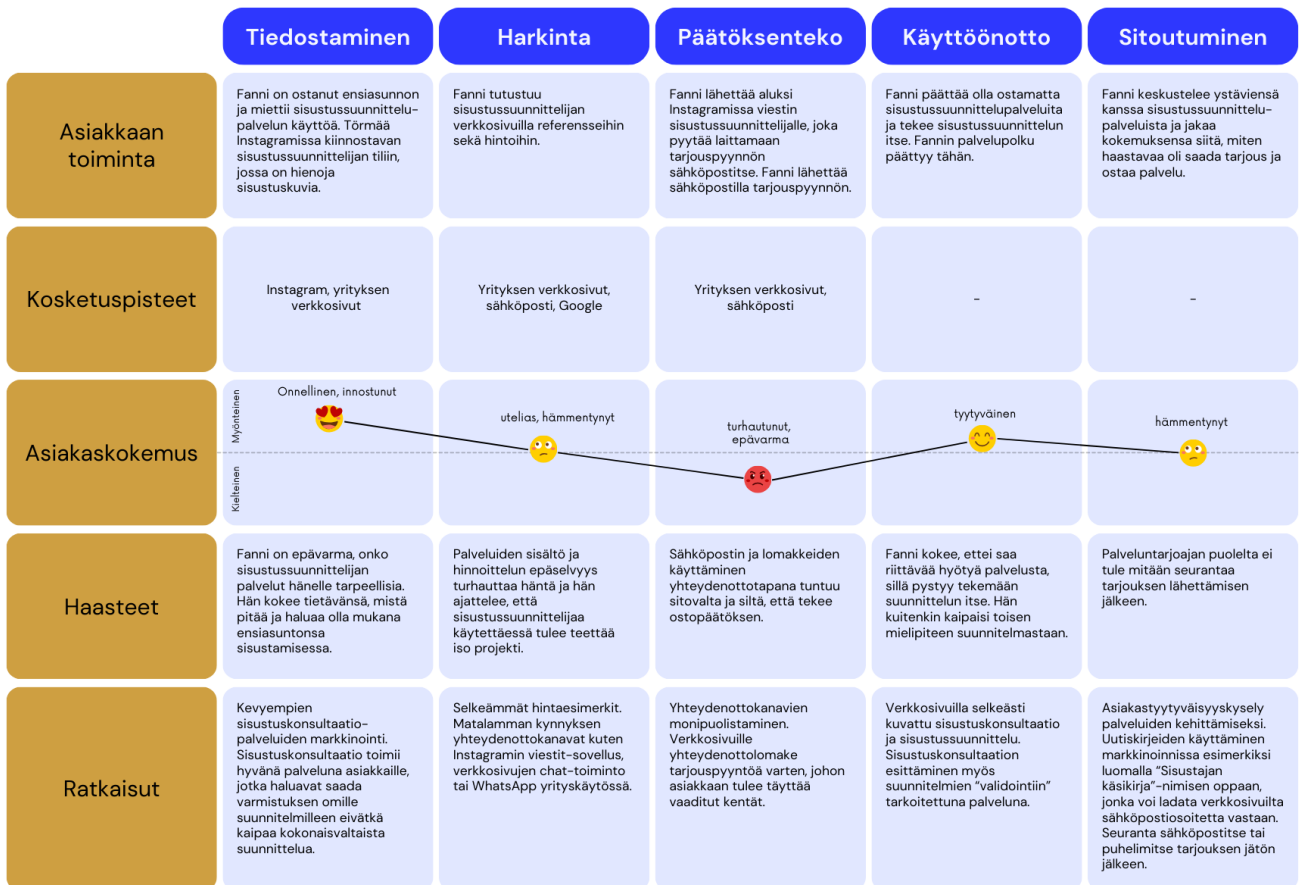 Tiedostaminen
Harkinta
Päätöksenteko
Käyttöönotto
Sitoutuminen
Asiakkaan
toiminta
Fanni on ostanut ensiasunnon
ja miettii sisustussuunnittelu-
palvelun käyttöä. Törmää
Instagramissa kiinnostavan
sisustussuunnittelijan tiliin,
jossa on hienoja
sisustuskuvia.
Fanni tutustuu
sisustussuunnittelijan
verkkosivuilla referensseihin
sekä hintoihin.
Fanni lähettää aluksi
Instagramissa viestin
sisustussuunnittelijalle, joka
pyytää laittamaan
tarjouspyynnön
sähköpostitse. Fanni lähettää
sähköpostilla tarjouspyynnön.
Fanni päättää olla ostamatta
sisustussuunnittelupalveluita
ja tekee sisustussuunnittelun
itse. Fannin palvelupolku
päättyy tähän.
Fanni keskustelee ystäviensä
kanssa sisustussuunnittelu-
palveluista ja jakaa
kokemuksensa siitä, miten
haastavaa oli saada tarjous ja
ostaa palvelu.
Kosketuspisteet
Instagram, yrityksen
verkkosivut
Yrityksen verkkosivut,
sähköposti, Google
Yrityksen verkkosivut,
sähköposti
-
-
Asiakaskokemus
Myönteinen
Kielteinen
Onnellinen, innostunut
utelias, hämmentynyt
turhautunut,
epävarma
tyytyväinen
hämmentynyt
Haasteet
Fanni on epävarma, onko
sisustussuunnittelijan
palvelut hänelle tarpeellisia.
Hän kokee tietävänsä, mistä
pitää ja haluaa olla mukana
ensiasuntonsa
sisustamisessa.
Palveluiden sisältö ja
hinnoittelun epäselvyys
turhauttaa häntä ja hän
ajattelee, että
sisustussuunnittelijaa
käytettäessä tulee teettää
iso projekti.
Sähköpostin ja lomakkeiden
käyttäminen
yhteydenottotapana tuntuu
sitovalta ja siltä, että tekee
ostopäätöksen.
Fanni kokee, ettei saa
riittävää hyötyä palvelusta,
sillä pystyy tekemään
suunnittelun itse. Hän
kuitenkin kaipaisi toisen
mielipiteen suunnitelmastaan.
Palveluntarjoajan puolelta ei
tule mitään seurantaa
tarjouksen lähettämisen
jälkeen.
Ratkaisut
Kevyempien
sisustuskonsultaatio-
palveluiden markkinointi.
Sisustuskonsultaatio toimii
hyvänä palveluna asiakkaille,
jotka haluavat saada
varmistuksen omille
suunnitelmilleen eivätkä
kaipaa kokonaisvaltaista
suunnittelua.
Selkeämmät hintaesimerkit.
Matalamman kynnyksen
yhteydenottokanavat kuten
Instagramin viestit-sovellus,
verkkosivujen chat-toiminto
tai WhatsApp yrityskäytössä.
Yhteydenottokanavien
monipuolistaminen.
Verkkosivuille
yhteydenottolomake
tarjouspyyntöä varten, johon
asiakkaan tulee täyttää
vaaditut kentät.
Verkkosivuilla selkeästi
kuvattu sisustuskonsultaatio
ja sisustussuunnittelu.
Sisustuskonsultaation
esittäminen myös
suunnitelmien “validointiin”
tarkoitettuna palveluna.
Asiakastyytyväisyyskysely
palveluiden kehittämiseksi.
Uutiskirjeiden käyttäminen
markkinoinnissa esimerkiksi
luomalla “Sisustajan
käsikirja”-nimisen oppaan,
jonka voi ladata verkkosivuilta
sähköpostiosoitetta vastaan.
Seuranta sähköpostitse tai
puhelimitse tarjouksen jätön
jälkeen.